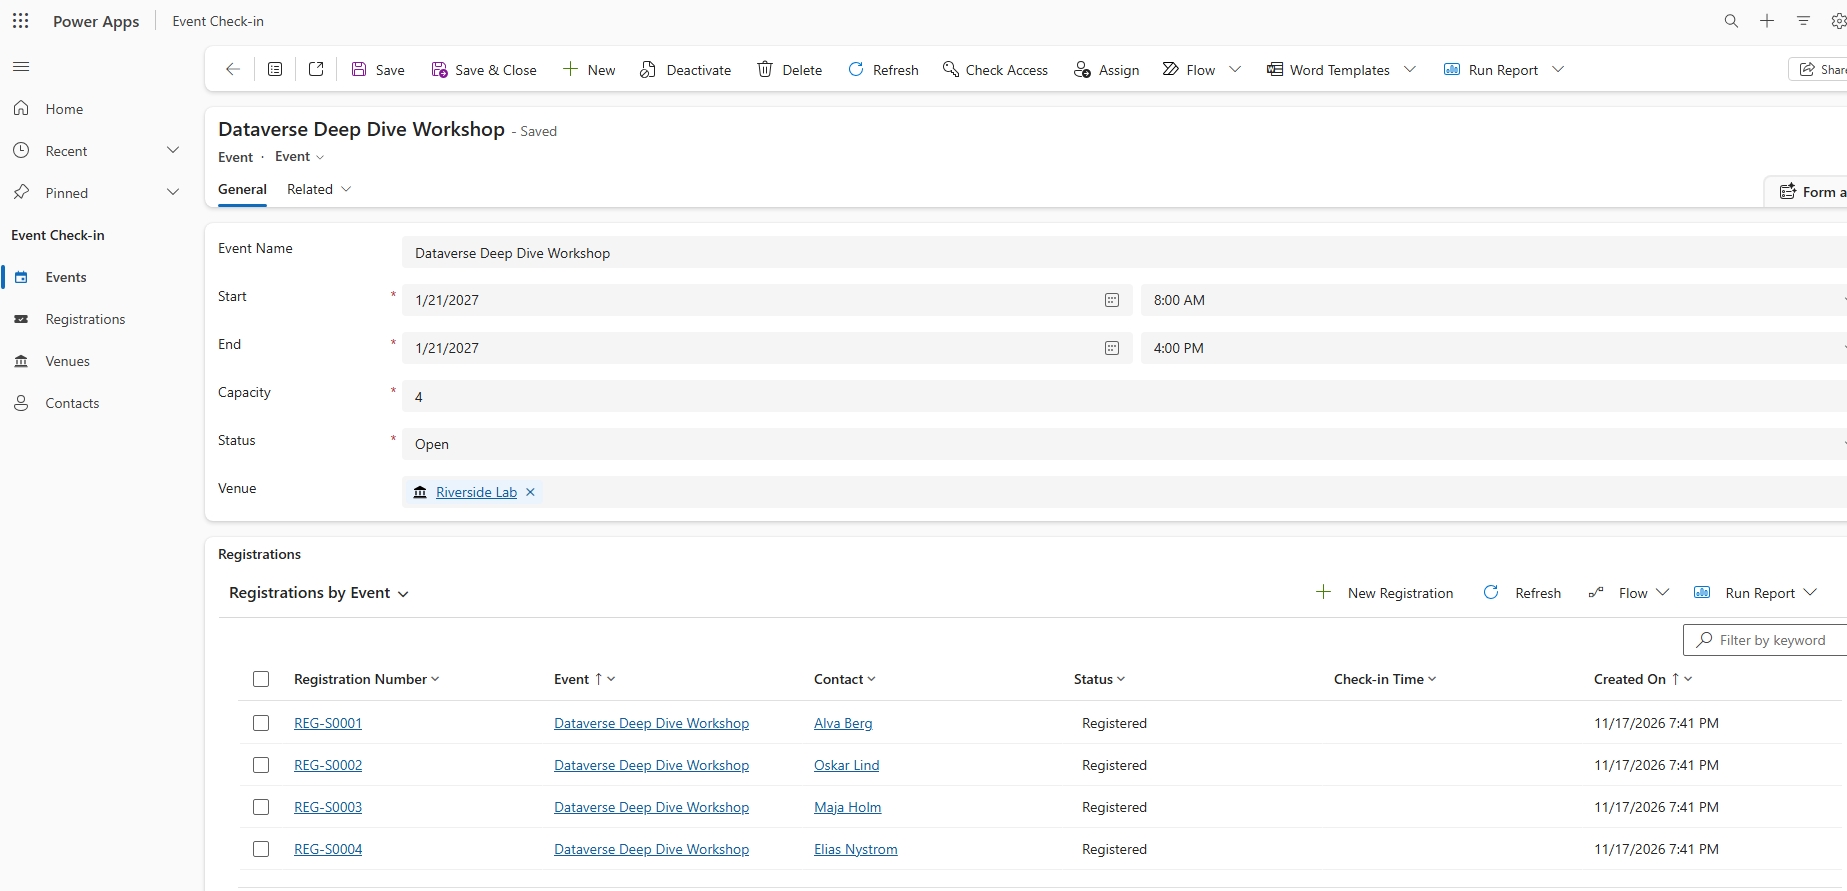 Power Apps Event Check-in
Save Save & Close New Deactivate Delete Refresh Check Access Assign Flow Word Templates Run Report Share
Home
Recent
Pinned
Event Check-in
Events
Registrations
Venues
Contacts
Dataverse Deep Dive Workshop - Saved
Event · Event
General Related
Form a
Event Name Dataverse Deep Dive Workshop
Start * 1/21/2027 8:00 AM
End * 1/21/2027 4:00 PM
Capacity * 4
Status * Open
Venue Riverside Lab
Registrations
Registrations by Event New Registration Refresh Flow Run Report
Filter by keyword
Registration Number Event ↑ Contact Status Check-in Time Created On ↑
REG-S0001 Dataverse Deep Dive Workshop Alva Berg Registered 11/17/2026 7:41 PM
REG-S0002 Dataverse Deep Dive Workshop Oskar Lind Registered 11/17/2026 7:41 PM
REG-S0003 Dataverse Deep Dive Workshop Maja Holm Registered 11/17/2026 7:41 PM
REG-S0004 Dataverse Deep Dive Workshop Elias Nystrom Registered 11/17/2026 7:41 PM